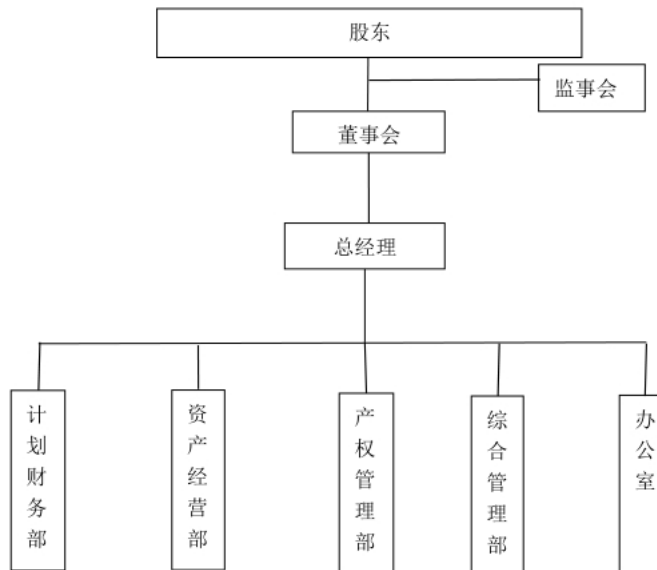 股东
监事会
董事会
总经理
计划财务部
资产经营部
产权管理部
综合管理部
办公室